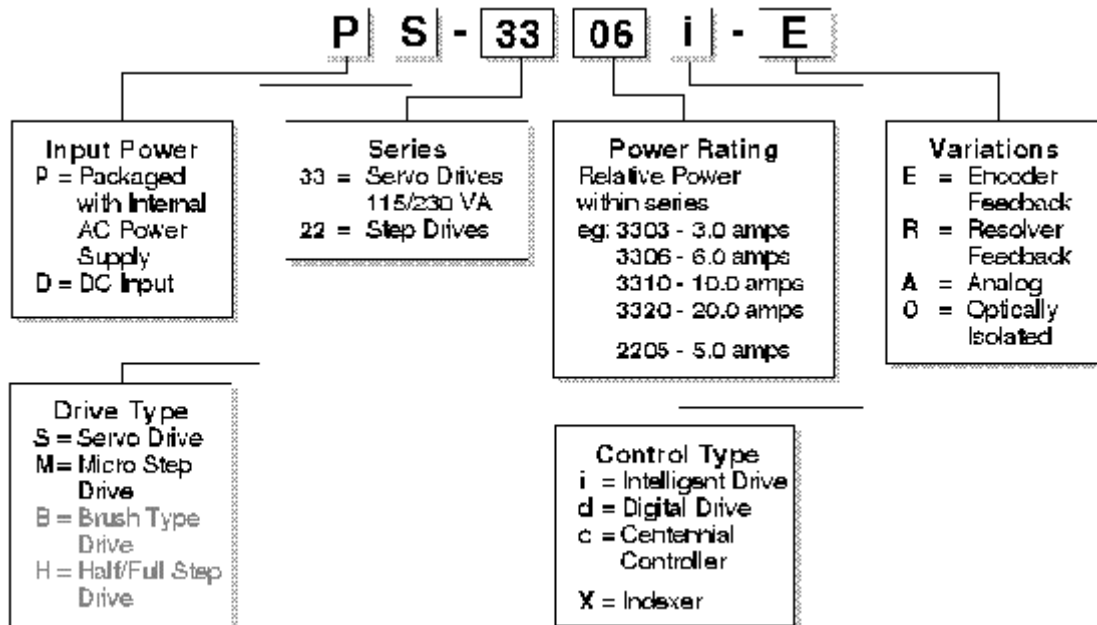 P S - 33 06 i - E
Input Power
P = Packaged
with Internal
AC Power
Supply
D = DC Input
Series
33 = Servo Drives
115/230 VA
22 = Step Drives
Power Rating
Relative Power
within series
eg: 3303 - 3.0 amps
3306 - 6.0 amps
3310 - 10.0 amps
3320 - 20.0 amps
2205 - 5.0 amps
Variations
E = Encoder
Feedback
R = Resolver
Feedback
A = Analog
O = Optically
Isolated
Drive Type
S = Servo Drive
M = Micro Step
Drive
B = Brush Type
Drive
H = Half/Full Step
Drive
Control Type
i = Intelligent Drive
d = Digital Drive
c = Centennial
Controller
X = Indexer